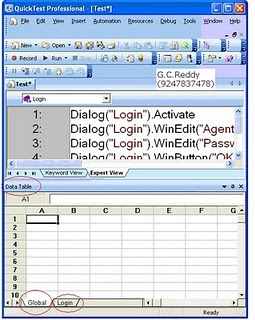 QuickTest Professional - [Test*]
File Edit View Insert Automation Resources Debug Tools Window Help
New Open
Record Run Stop
G.C.Reddy
(9247837478)
Test*
Login
1: Dialog("Login").Activate
2: Dialog("Login").WinEdit("Agent
3: Dialog("Login").WinEdit("Passw
4: Dialog("Login").WinButton("OK
Keyword View Expert View
Data Table
A1
A B C D E F G
1
2
3
4
5
6
7
8
9
10
Global Login
Ready